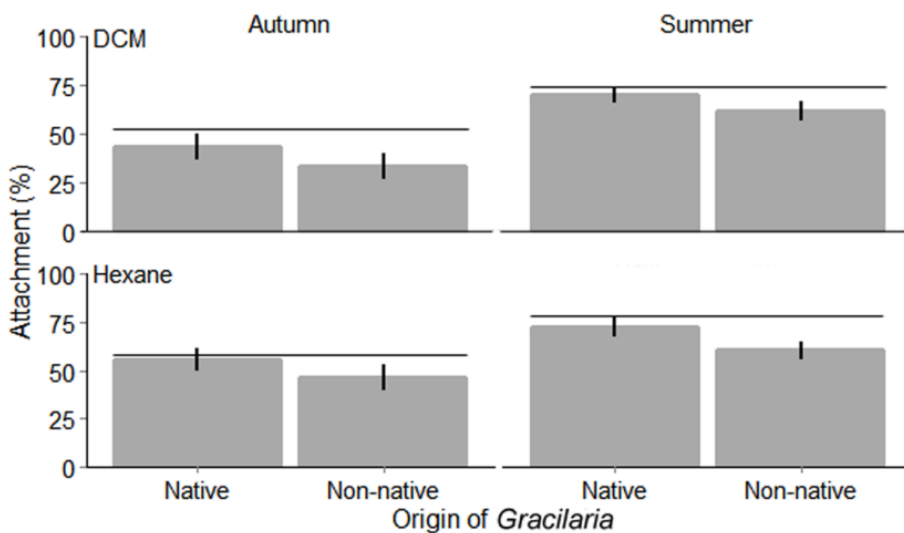 Autumn Summer
100 DCM
75
50
25
0
Attachment (%)
100 Hexane
75
50
25
0
Native Non-native Native Non-native
Origin of Gracilaria